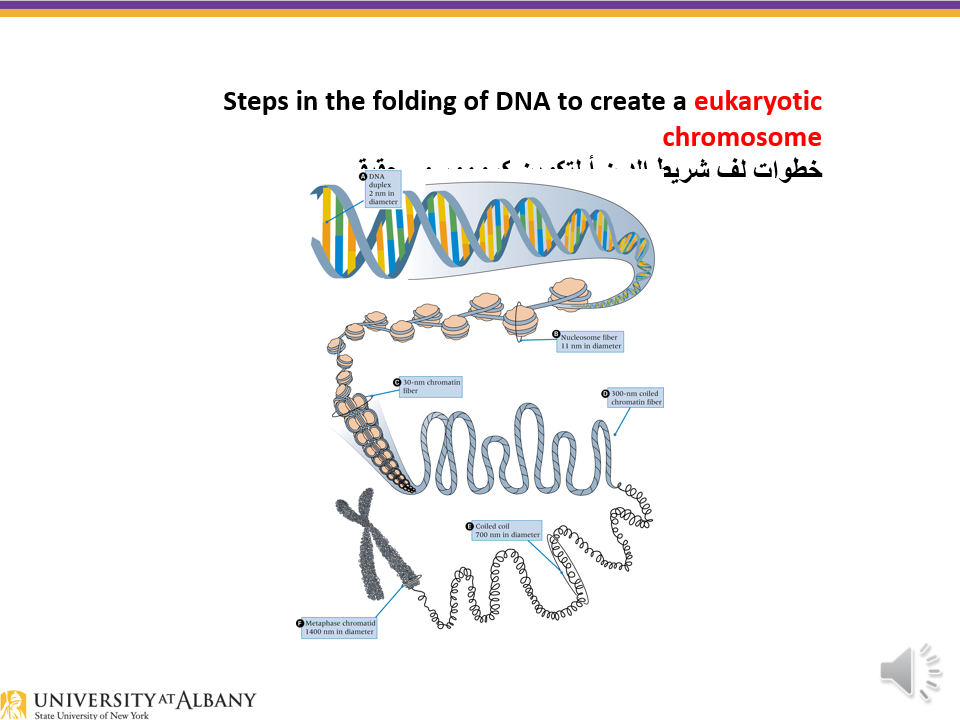 Steps in the folding of DNA to create a eukaryotic
chromosome
خطوات لف شريط
A DNA
duplex
2 nm in
diameter
B Nucleosome fiber
11 nm in diameter
C 30-nm chromatin
fiber
D 300-nm coiled
chromatin fiber
E Coiled coil
700 nm in diameter
F Metaphase chromatid
1400 nm in diameter
UNIVERSITY AT ALBANY
State University of New York